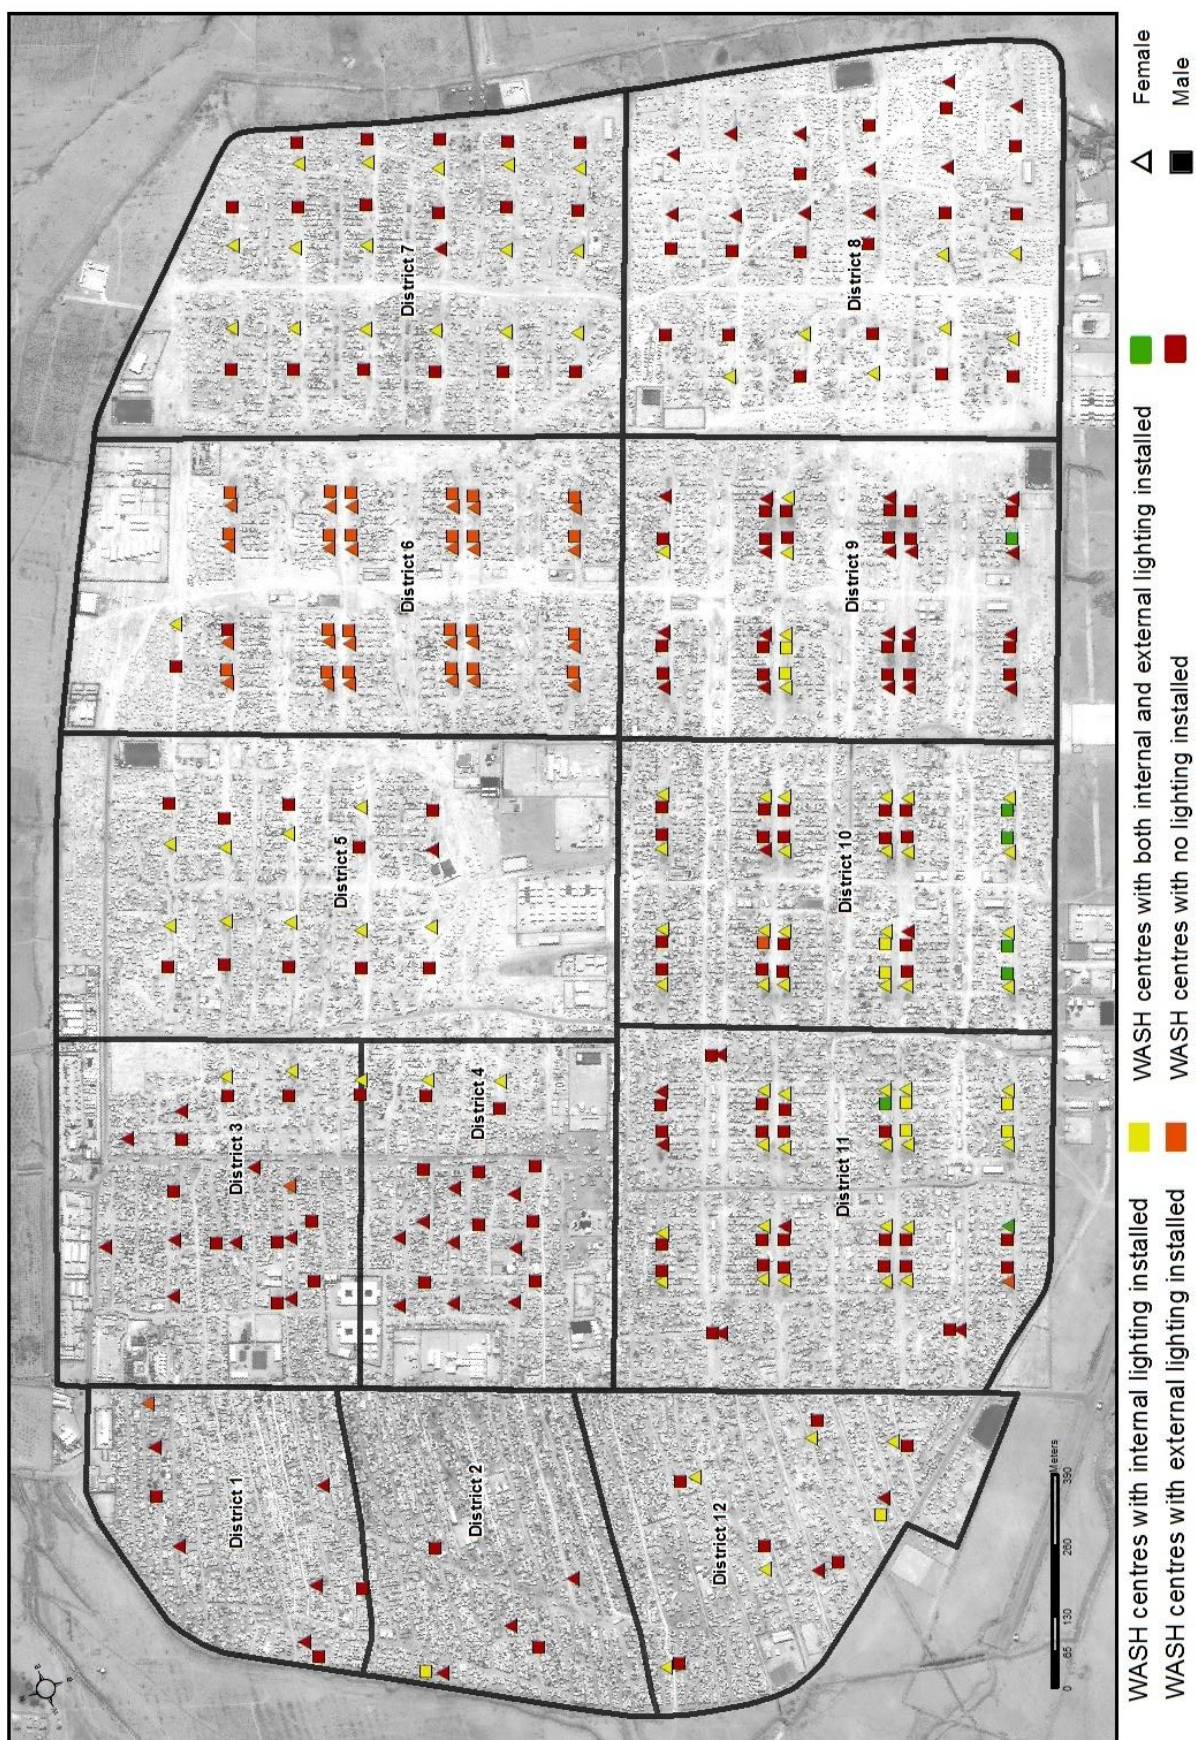 District 1
District 2
District 3
District 4
District 5
District 6
District 7
District 8
District 9
District 10
District 11
District 12
0 65 130 260 390
Meters
WASH centres with internal lighting installed
WASH centres with both internal and external lighting installed
Female
WASH centres with external lighting installed
WASH centres with no lighting installed
Male